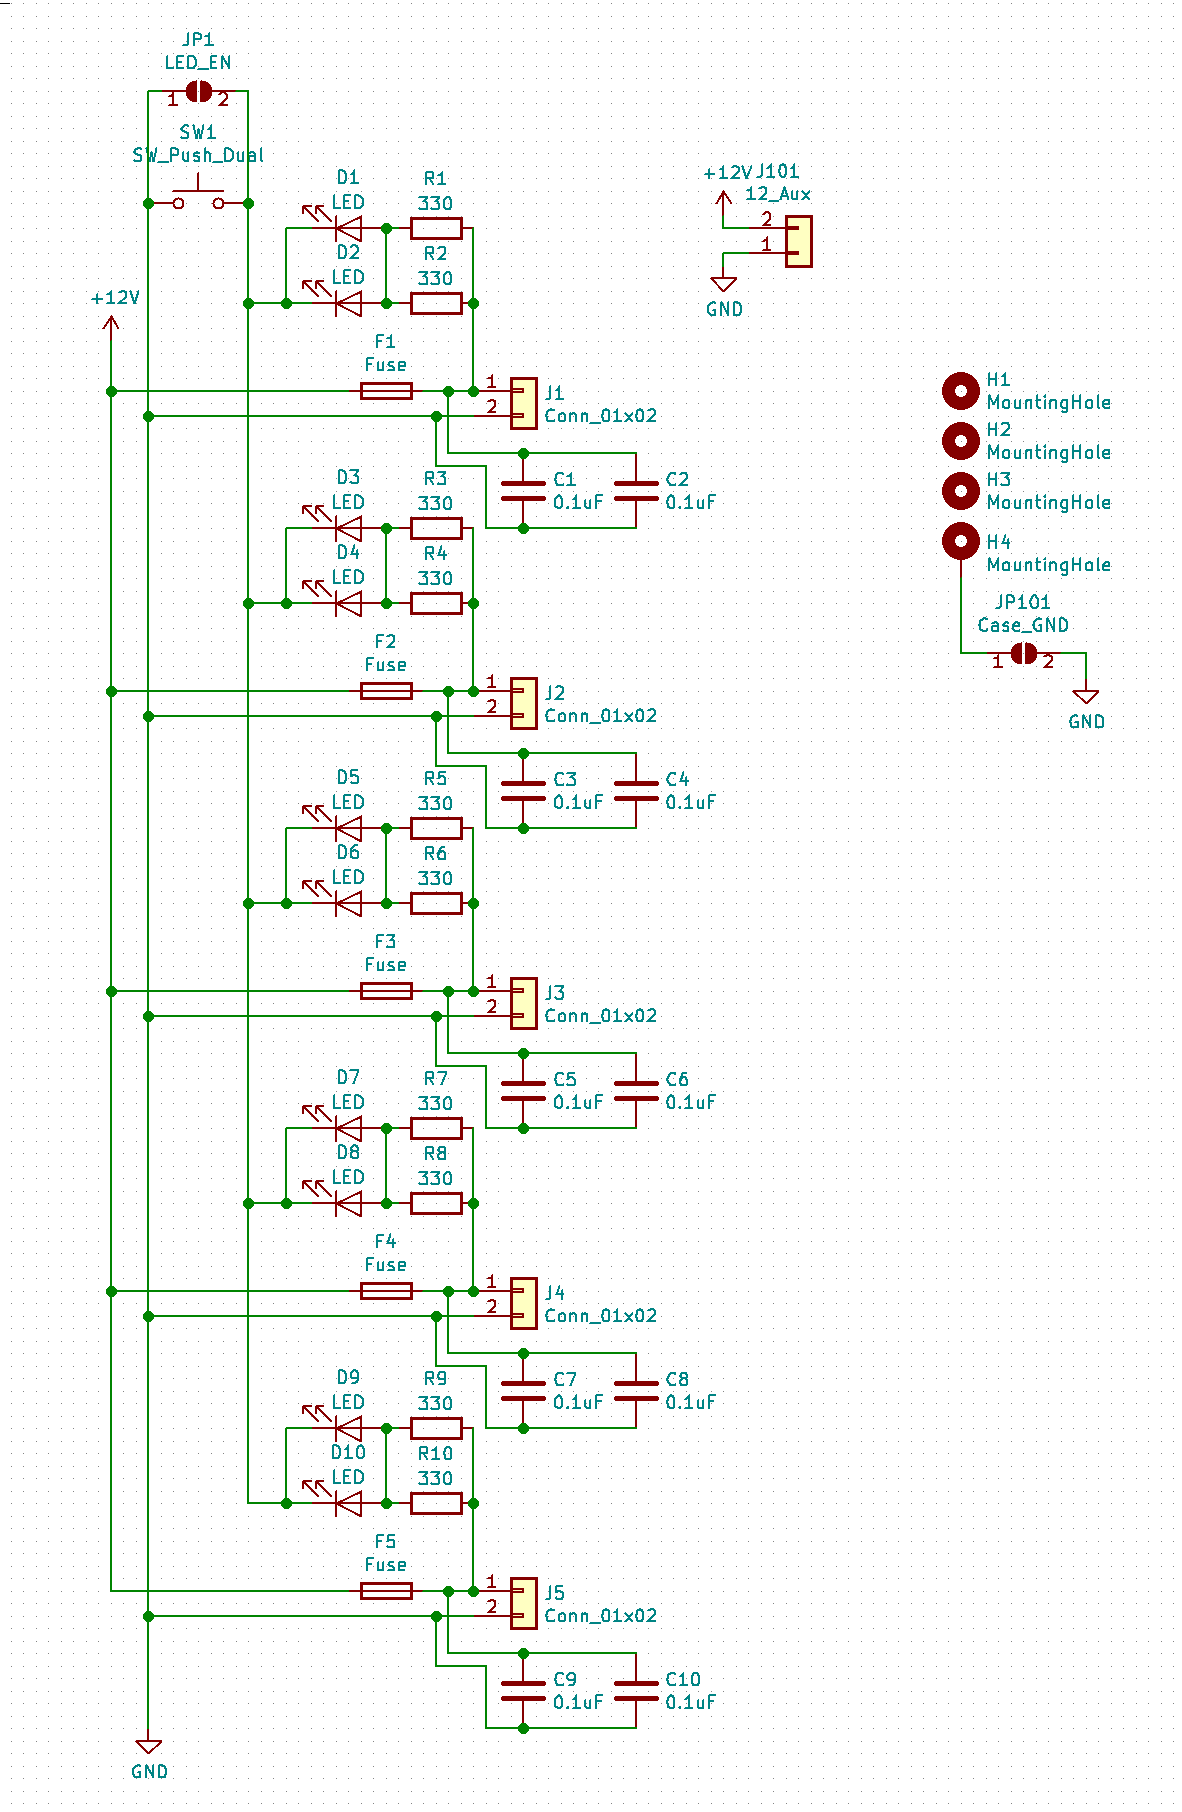 JP1
LED_EN
1 2
SW1
SW_Push_Dual
D1
LED
R1
330
D2
LED
R2
330
+12V
F1
Fuse
1
2
J1
Conn_01x02
C1
0.1uF
C2
0.1uF
D3
LED
R3
330
D4
LED
R4
330
F2
Fuse
1
2
J2
Conn_01x02
C3
0.1uF
C4
0.1uF
D5
LED
R5
330
D6
LED
R6
330
F3
Fuse
1
2
J3
Conn_01x02
C5
0.1uF
C6
0.1uF
D7
LED
R7
330
D8
LED
R8
330
F4
Fuse
1
2
J4
Conn_01x02
C7
0.1uF
C8
0.1uF
D9
LED
R9
330
D10
LED
R10
330
F5
Fuse
1
2
J5
Conn_01x02
C9
0.1uF
C10
0.1uF
GND
+12V
J101
12_Aux
2
1
GND
H1
MountingHole
H2
MountingHole
H3
MountingHole
H4
MountingHole
JP101
Case_GND
1 2
GND